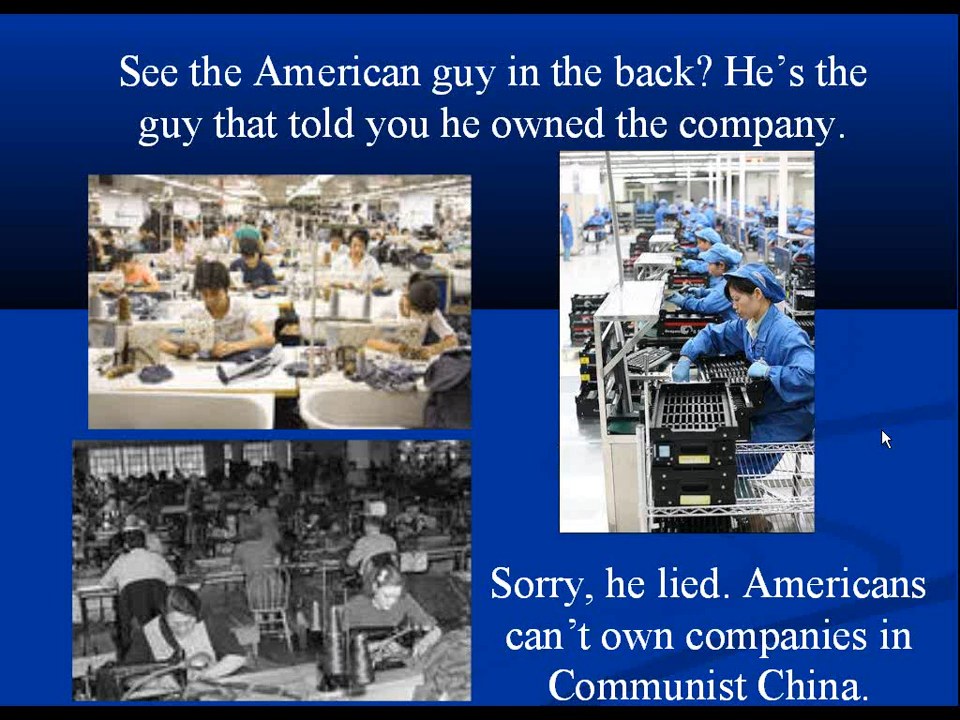 See the American guy in the back? He’s the
guy that told you he owned the company.
Sorry, he lied. Americans
can’t own companies in
Communist China.